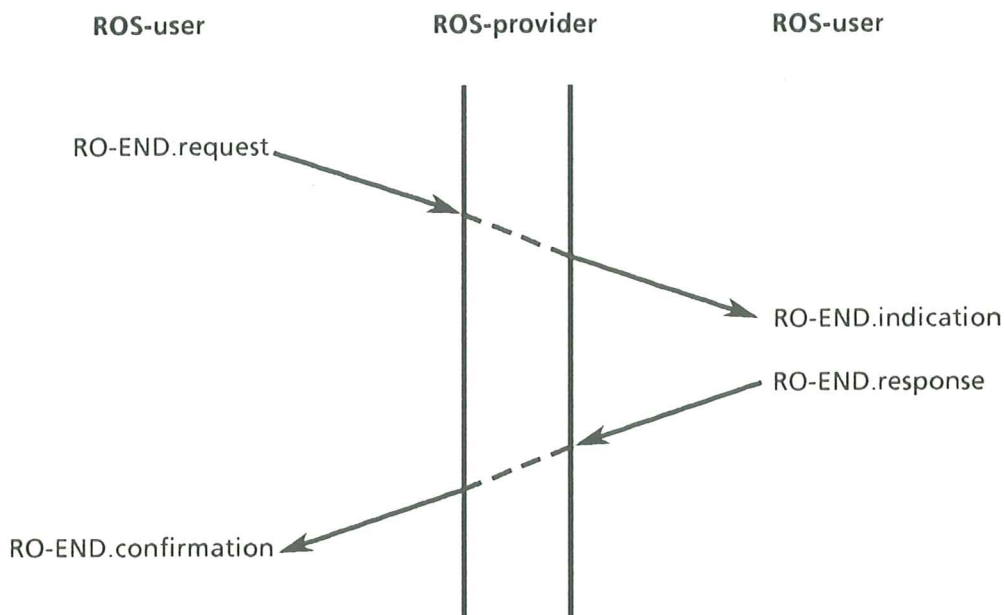 ROS-user ROS-provider ROS-user
RO-END.request
RO-END.indication
RO-END.response
RO-END.confirmation